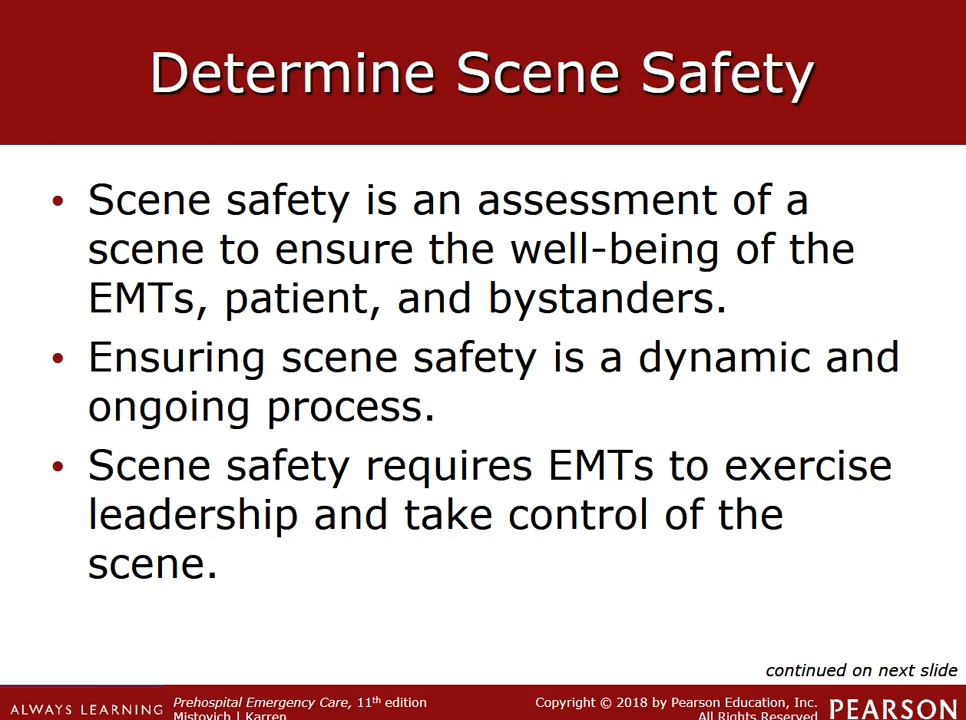 Determine Scene Safety
• Scene safety is an assessment of a
scene to ensure the well-being of the
EMTs, patient, and bystanders.
• Ensuring scene safety is a dynamic and
ongoing process.
• Scene safety requires EMTs to exercise
leadership and take control of the
scene.
continued on next slide
ALWAYS LEARNING
Prehospital Emergency Care, 11th edition
Mistovich | Karren
Copyright © 2018 by Pearson Education, Inc.
All Rights Reserved
PEARSON